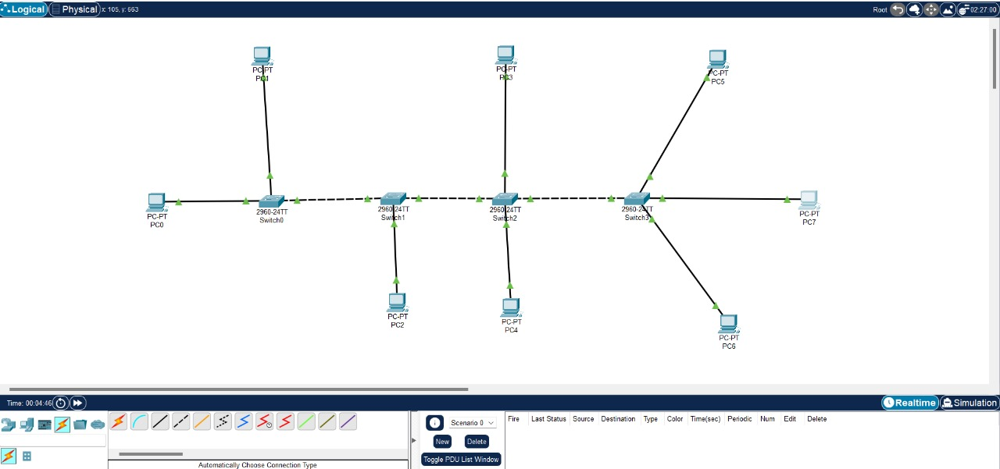 Logical Physical x: 105, y: 663 Root 02:27:00
PC-PT
PC1
PC-PT
PC3
PC-PT
PC5
PC-PT
PC0
2960-24TT
Switch0
2960-24TT
Switch1
2960-24TT
Switch2
2960-24TT
Switch3
PC-PT
PC7
PC-PT
PC2
PC-PT
PC4
PC-PT
PC6
Time: 00:04:46 Realtime Simulation
Scenario 0
New Delete
Toggle PDU List Window
Fire Last Status Source Destination Type Color Time(sec) Periodic Num Edit Delete
Automatically Choose Connection Type